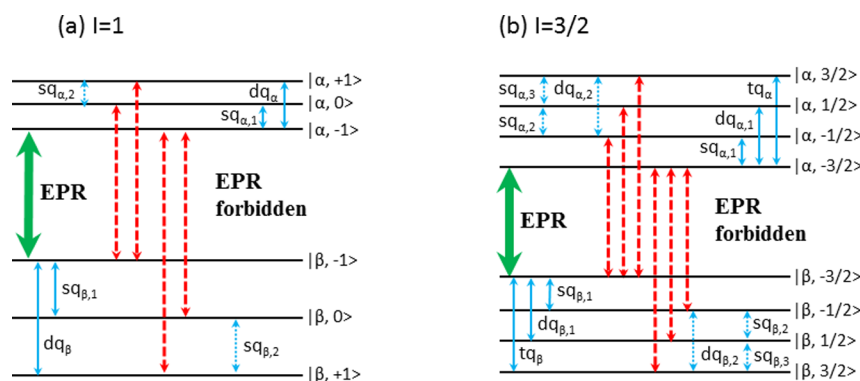 (a) I=1
|α, +1>
|α, 0>
|α, -1>
sqα,2
dqα
sqα,1
EPR
EPR
forbidden
|β, -1>
sqβ,1
|β, 0>
dqβ
sqβ,2
|β, +1>
(b) I=3/2
|α, 3/2>
|α, 1/2>
|α, -1/2>
|α, -3/2>
sqα,3
dqα,2
tqα
sqα,2
dqα,1
sqα,1
EPR
EPR
forbidden
|β, -3/2>
sqβ,1
|β, -1/2>
dqβ,1
sqβ,2
|β, 1/2>
tqβ
dqβ,2
sqβ,3
|β, 3/2>